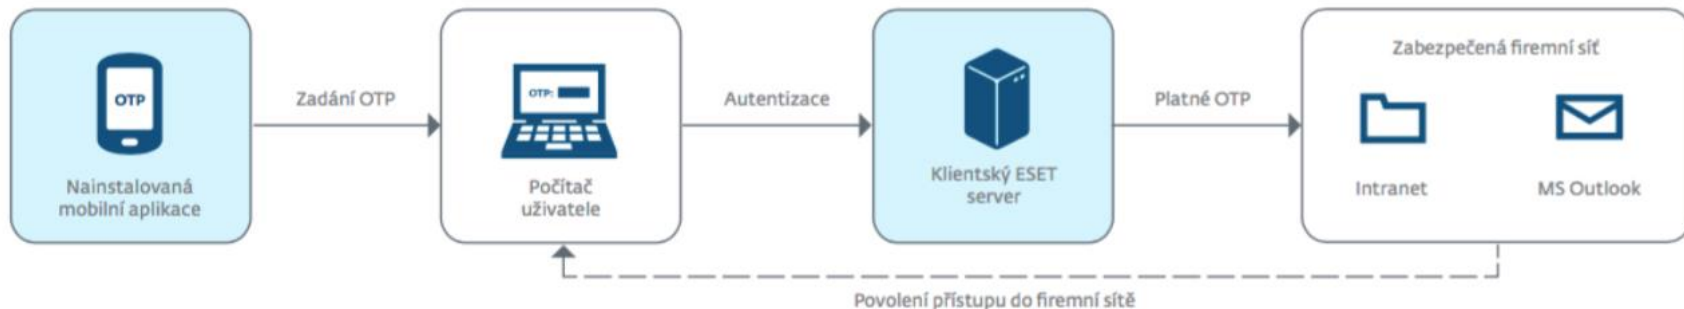 OTP
Nainstalovaná
mobilní aplikace
Zadání OTP
OTP:
Počítač
uživatele
Autentizace
Klientský ESET
server
Platné OTP
Zabezpečená firemní síť
Intranet
MS Outlook
Povolení přístupu do firemní sítě